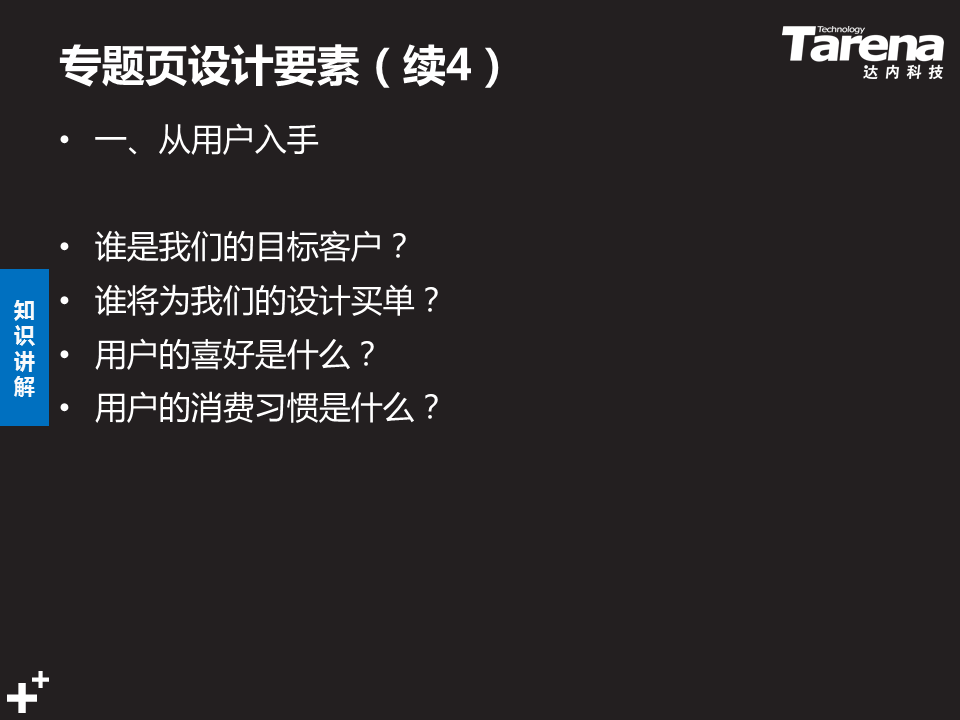 专题页设计要素（续4）
Technology
Tarena
达内科技
• 一、从用户入手
• 谁是我们的目标客户？
• 谁将为我们的设计买单？
• 用户的喜好是什么？
• 用户的消费习惯是什么？
知
识
讲
解